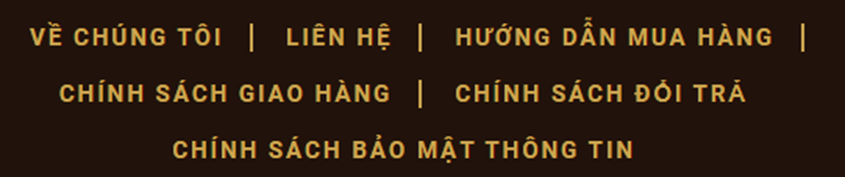 VỀ CHÚNG TÔI | LIÊN HỆ | HƯỚNG DẪN MUA HÀNG |
CHÍNH SÁCH GIAO HÀNG | CHÍNH SÁCH ĐỔI TRẢ
CHÍNH SÁCH BẢO MẬT THÔNG TIN